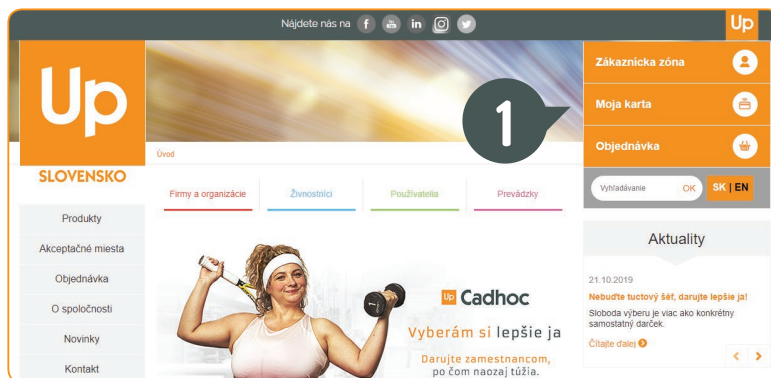 Nájdete nás na
f You Tube in
Up
Up
SLOVENSKO
Produkty
Akceptačné miesta
Objednávka
O spoločnosti
Novinky
Kontakt
Úvod
Firmy a organizácie
Živnostníci
Používatelia
Prevádzky
Up Cadhoc
Vyberám si lepšie ja
Darujte zamestnancom,
po čom naozaj túžia.
1
Zákaznícka zóna
Moja karta
Objednávka
Vyhľadávanie OK SK | EN
Aktuality
21.10.2019
Nebuďte tuctový šéf, darujte lepšie ja!
Sloboda výberu je viac ako konkrétny
samostatný darček.
Čítajte ďalej